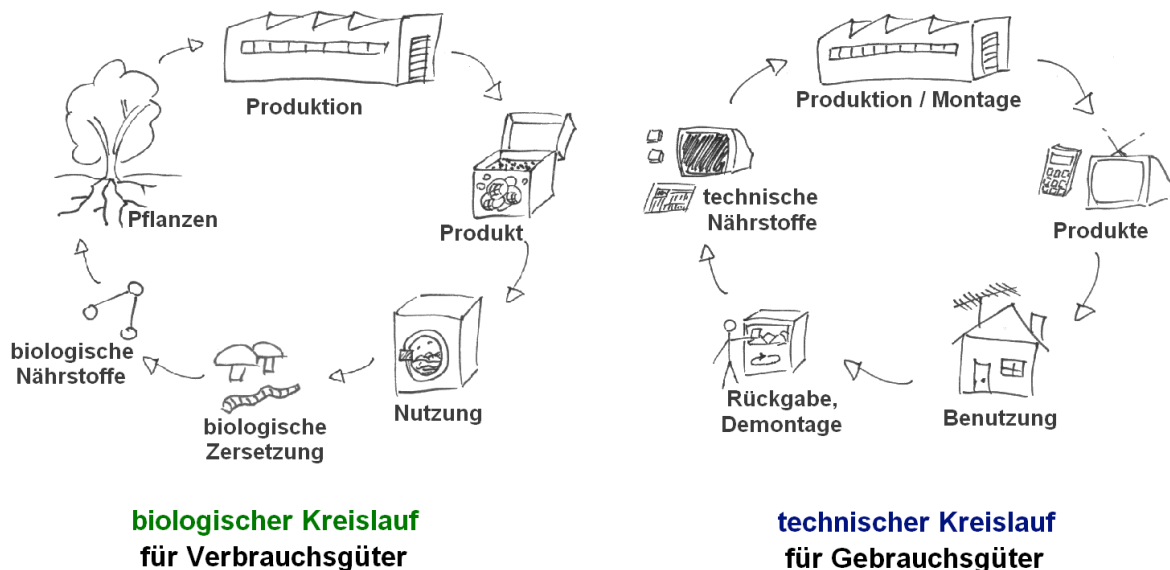 Produktion
Produkt
Nutzung
biologische
Zersetzung
biologische
Nährstoffe
Pflanzen
biologischer Kreislauf
für Verbrauchsgüter
Produktion / Montage
Produkte
Benutzung
Rückgabe,
Demontage
technische
Nährstoffe
technischer Kreislauf
für Gebrauchsgüter